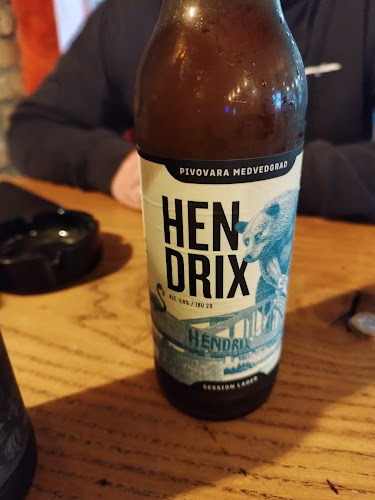 PIVOVARA MEDVEDGRAD
HEN
DRIX
ALC 3,8% / IBU 28
HENDRIX
SESSION LAGER